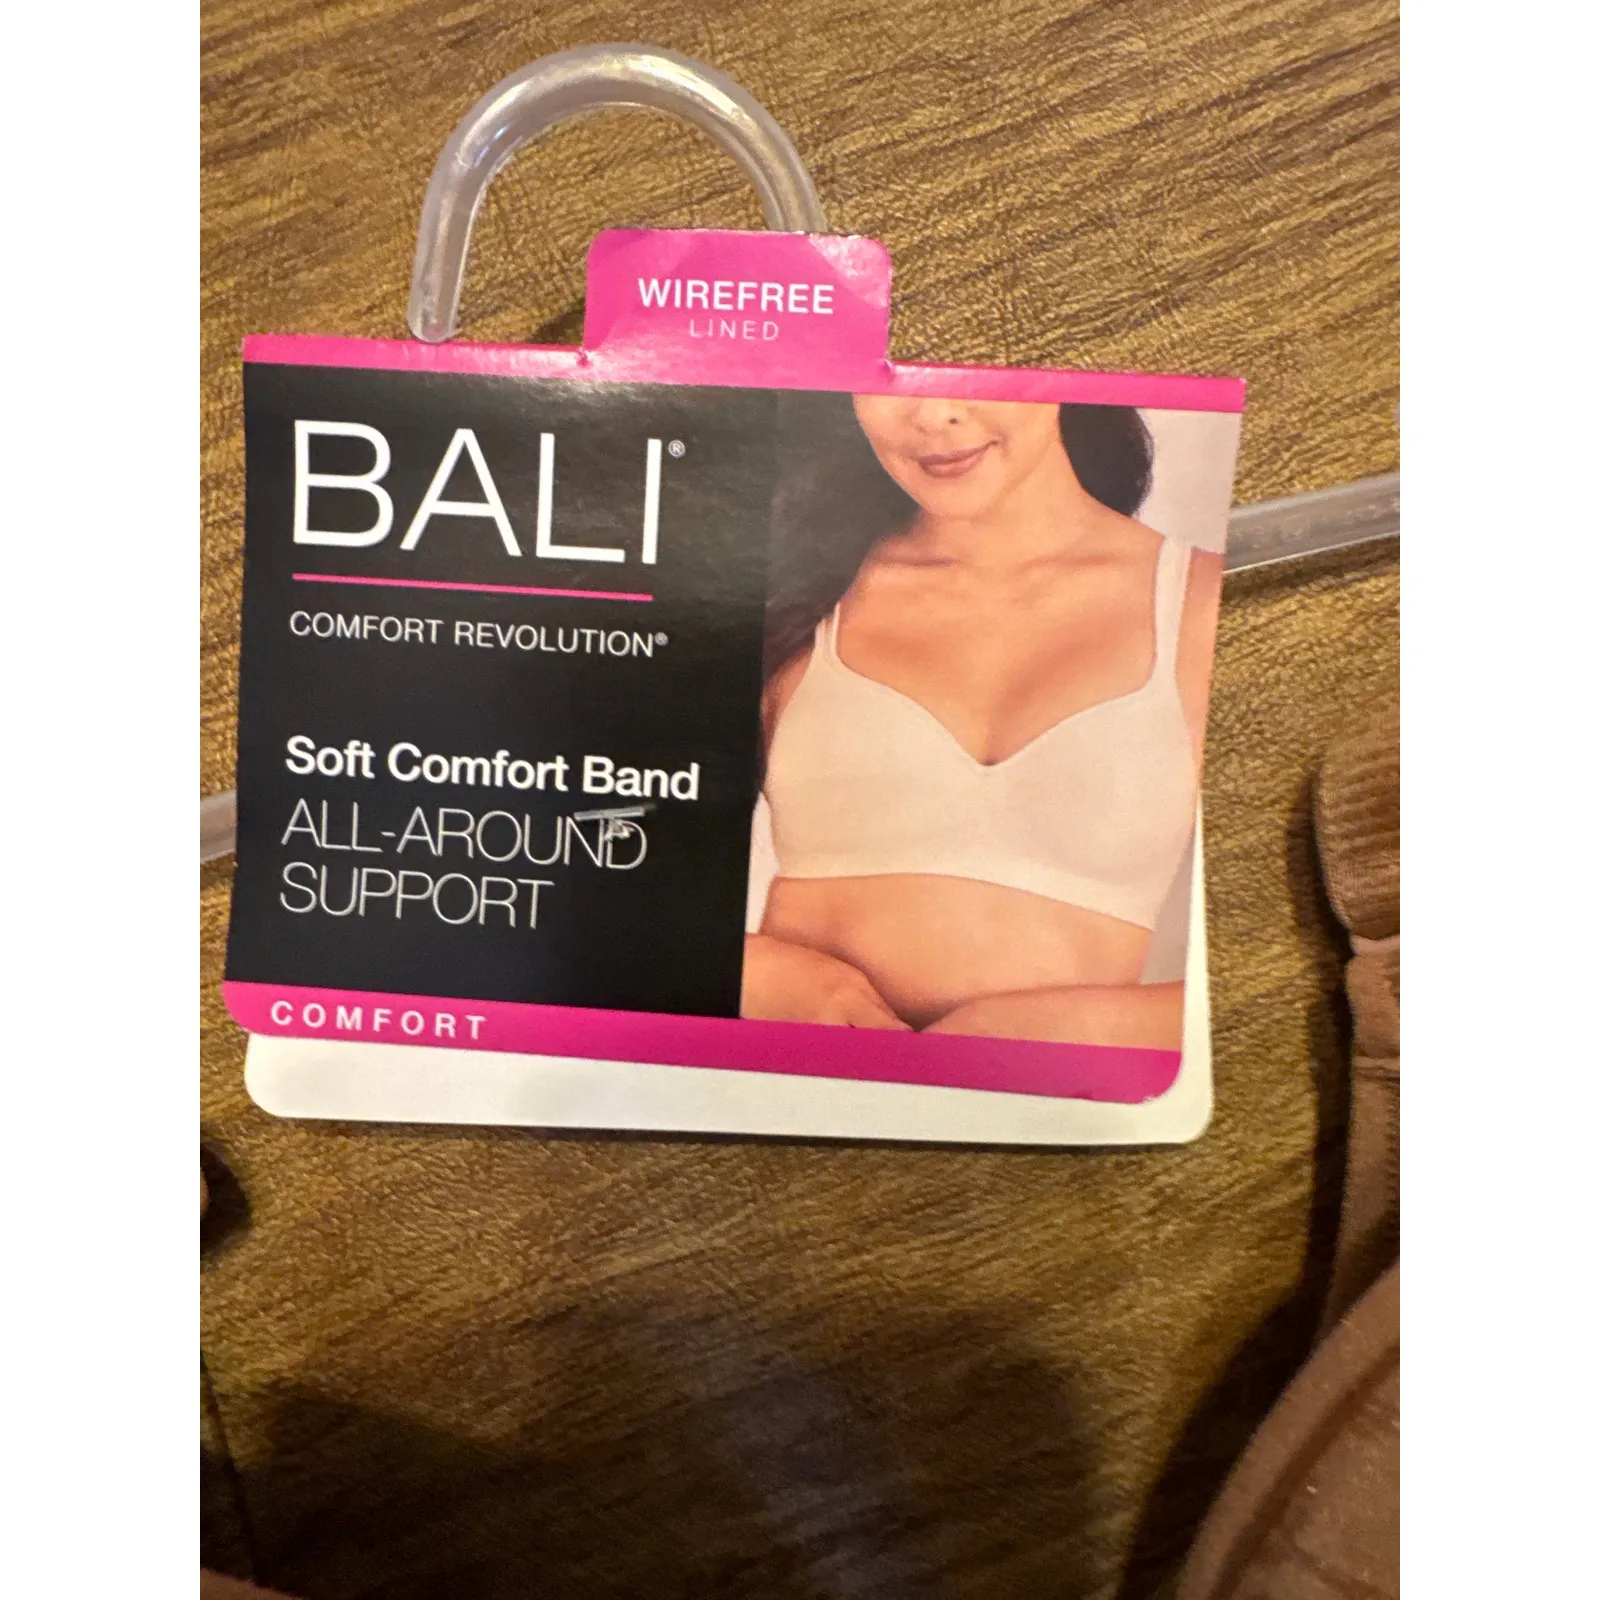 WIREFREE
LINED
BALI®
COMFORT REVOLUTION®
Soft Comfort Band
ALL-AROUND
SUPPORT
COMFORT